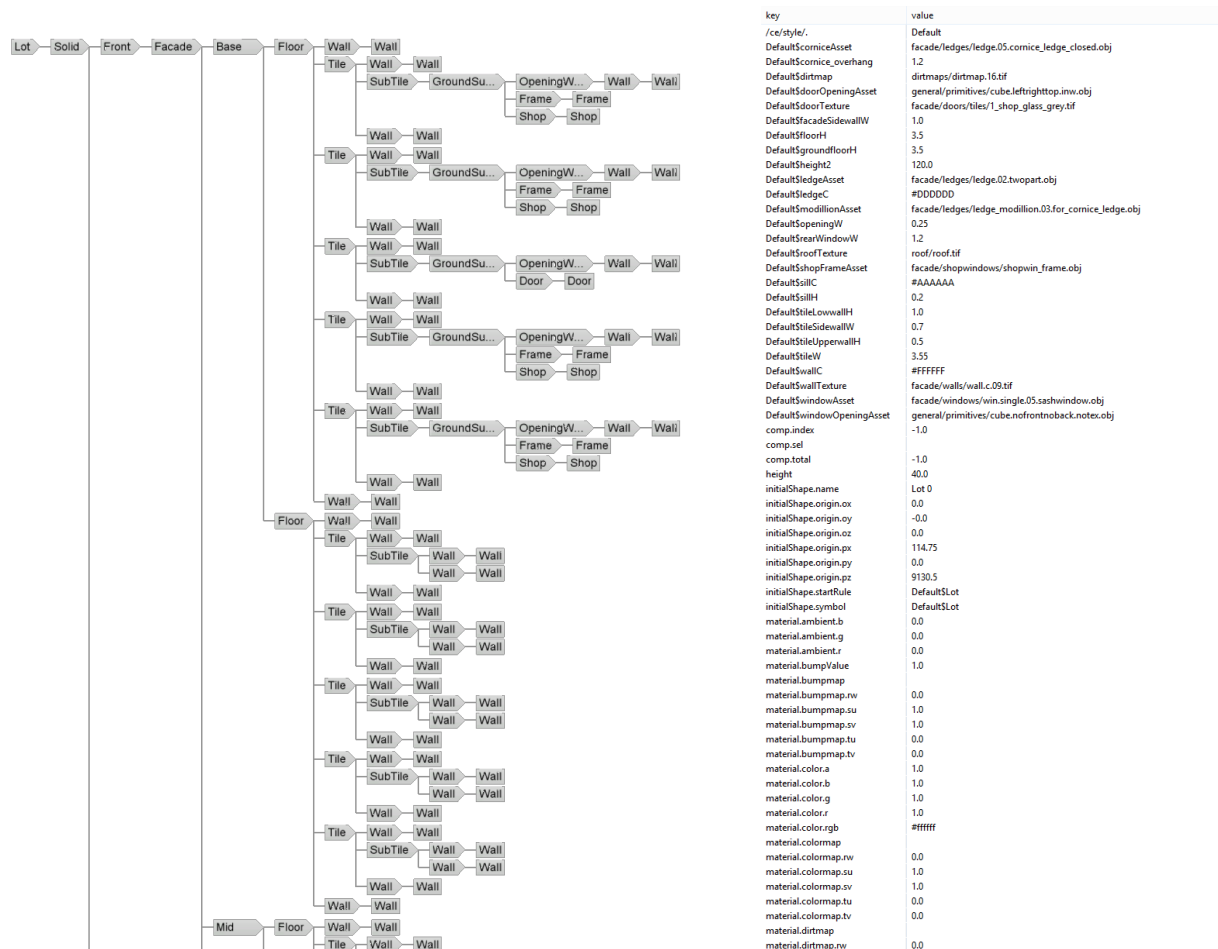 Lot Solid Front Facade Base Floor Wall Wall
Tile Wall Wall
SubTile GroundSu... OpeningW... Wall Wall
Frame Frame
Shop Shop
Wall Wall
Tile Wall Wall
SubTile GroundSu... OpeningW... Wall Wall
Frame Frame
Shop Shop
Wall Wall
Tile Wall Wall
SubTile GroundSu... OpeningW... Wall Wall
Door Door
Wall Wall
Tile Wall Wall
SubTile GroundSu... OpeningW... Wall Wall
Frame Frame
Shop Shop
Wall Wall
Tile Wall Wall
SubTile GroundSu... OpeningW... Wall Wall
Frame Frame
Shop Shop
Wall Wall
Wall Wall
Floor Wall Wall
Tile Wall Wall
SubTile Wall Wall
Wall Wall
Wall Wall
Tile Wall Wall
SubTile Wall Wall
Wall Wall
Wall Wall
Tile Wall Wall
SubTile Wall Wall
Wall Wall
Wall Wall
Tile Wall Wall
SubTile Wall Wall
Wall Wall
Wall Wall
Tile Wall Wall
SubTile Wall Wall
Wall Wall
Wall Wall
Wall Wall
Mid Floor Wall Wall
Tile Wall Wall
key value
/ce/style/. Default
Default$corniceAsset facade/ledges/ledge.05.cornice_ledge_closed.obj
Default$cornice_overhang 1.2
Default$dirtmap dirtmaps/dirtmap.16.tif
Default$doorOpeningAsset general/primitives/cube.leftrighttop.inw.obj
Default$doorTexture facade/doors/tiles/1_shop_glass_grey.tif
Default$facadeSidewallW 1.0
Default$floorH 3.5
Default$groundfloorH 3.5
Default$height2 120.0
Default$ledgeAsset facade/ledges/ledge.02.twopart.obj
Default$ledgeC #DDDDDD
Default$modillionAsset facade/ledges/ledge_modillion.03.for_cornice_ledge.obj
Default$openingW 0.25
Default$rearWindowW 1.2
Default$roofTexture roof/roof.tif
Default$shopFrameAsset facade/shopwindows/shopwin_frame.obj
Default$sillC #AAAAAA
Default$sillH 0.2
Default$tileLowwallH 1.0
Default$tileSidewallW 0.7
Default$tileUpperwallH 0.5
Default$tileW 3.55
Default$wallC #FFFFFF
Default$wallTexture facade/walls/wall.c.09.tif
Default$windowAsset facade/windows/win.single.05.sashwindow.obj
Default$windowOpeningAsset general/primitives/cube.nofrontnoback.notex.obj
comp.index -1.0
comp.sel
comp.total -1.0
height 40.0
initialShape.name Lot 0
initialShape.origin.ox 0.0
initialShape.origin.oy -0.0
initialShape.origin.oz 0.0
initialShape.origin.px 114.75
initialShape.origin.py 0.0
initialShape.origin.pz 9130.5
initialShape.startRule Default$Lot
initialShape.symbol Default$Lot
material.ambient.b 0.0
material.ambient.g 0.0
material.ambient.r 0.0
material.bumpValue 1.0
material.bumpmap
material.bumpmap.rw 0.0
material.bumpmap.su 1.0
material.bumpmap.sv 1.0
material.bumpmap.tu 0.0
material.bumpmap.tv 0.0
material.color.a 1.0
material.color.b 1.0
material.color.g 1.0
material.color.r 1.0
material.color.rgb #ffffff
material.colormap
material.colormap.rw 0.0
material.colormap.su 1.0
material.colormap.sv 1.0
material.colormap.tu 0.0
material.colormap.tv 0.0
material.dirtmap
material.dirtmap.rw 0.0